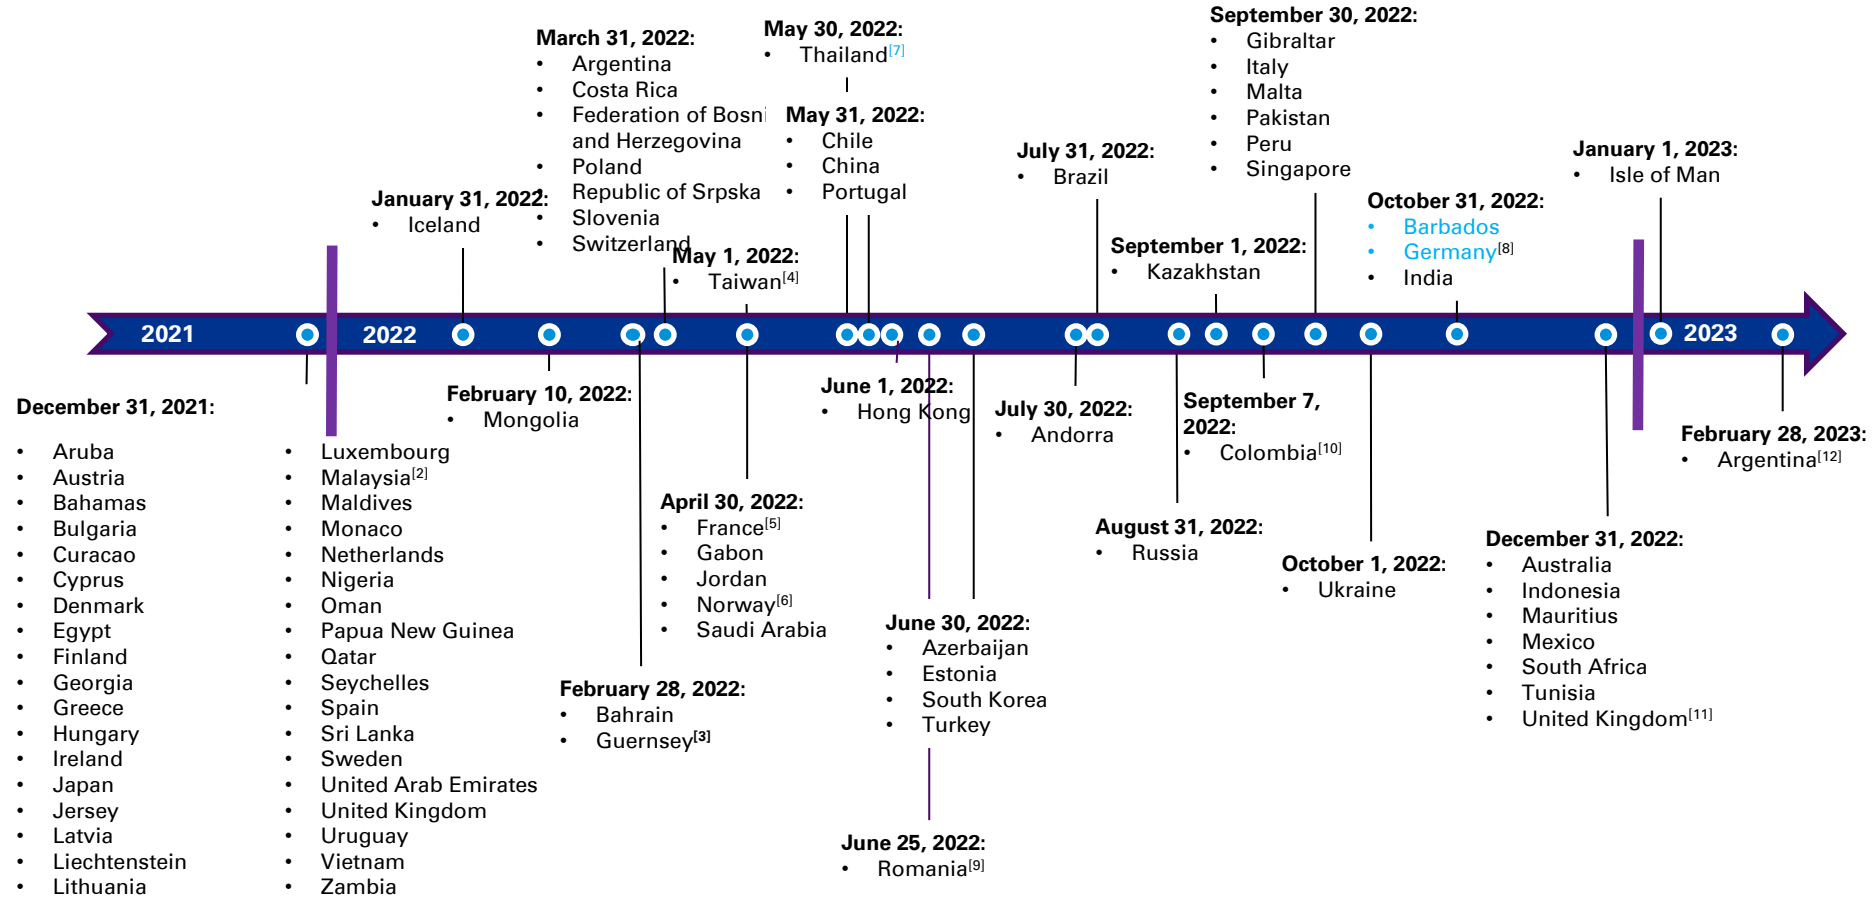 September 30, 2022:
• Gibraltar
• Italy
• Malta
• Pakistan
• Peru
• Singapore
May 30, 2022:
• Thailand[7]
March 31, 2022:
• Argentina
• Costa Rica
• Federation of Bosni
and Herzegovina
• Poland
• Republic of Srpska
• Slovenia
• Switzerland
May 31, 2022:
• Chile
• China
• Portugal
July 31, 2022:
• Brazil
January 1, 2023:
• Isle of Man
January 31, 2022:
• Iceland
October 31, 2022:
• Barbados
• Germany[8]
• India
May 1, 2022:
• Taiwan[4]
September 1, 2022:
• Kazakhstan
2021
2022
2023
December 31, 2021:
• Aruba
• Austria
• Bahamas
• Bulgaria
• Curacao
• Cyprus
• Denmark
• Egypt
• Finland
• Georgia
• Greece
• Hungary
• Ireland
• Japan
• Jersey
• Latvia
• Liechtenstein
• Lithuania
• Luxembourg
• Malaysia[2]
• Maldives
• Monaco
• Netherlands
• Nigeria
• Oman
• Papua New Guinea
• Qatar
• Seychelles
• Spain
• Sri Lanka
• Sweden
• United Arab Emirates
• United Kingdom
• Uruguay
• Vietnam
• Zambia
February 10, 2022:
• Mongolia
February 28, 2022:
• Bahrain
• Guernsey[3]
April 30, 2022:
• France[5]
• Gabon
• Jordan
• Norway[6]
• Saudi Arabia
June 1, 2022:
• Hong Kong
June 30, 2022:
• Azerbaijan
• Estonia
• South Korea
• Turkey
June 25, 2022:
• Romania[9]
July 30, 2022:
• Andorra
September 7,
2022:
• Colombia[10]
August 31, 2022:
• Russia
October 1, 2022:
• Ukraine
December 31, 2022:
• Australia
• Indonesia
• Mauritius
• Mexico
• South Africa
• Tunisia
• United Kingdom[11]
February 28, 2023:
• Argentina[12]